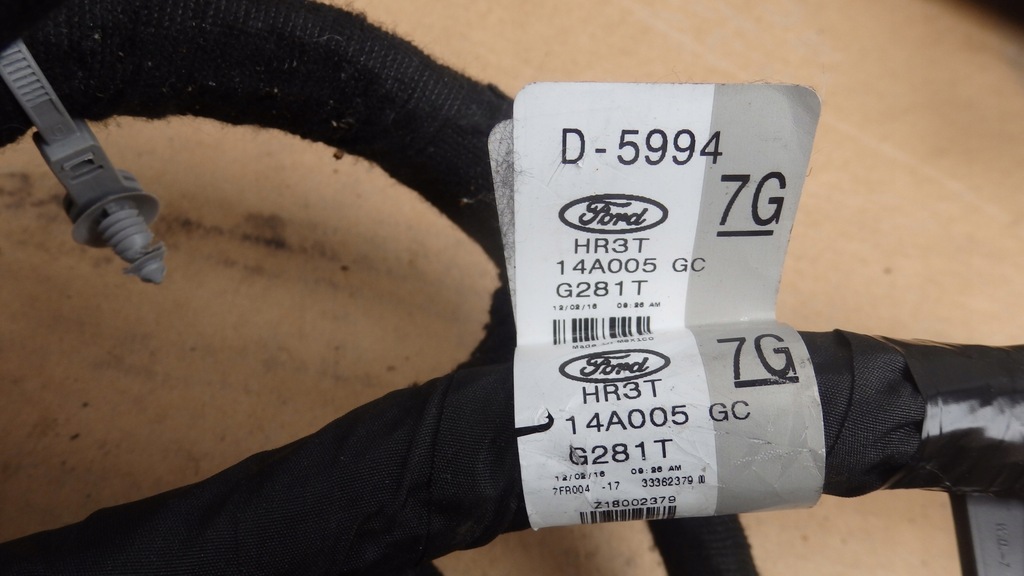 D-5994
7G
Ford
HR3T
14A005 GC
G281T
12/02/16 09:26 AM
Made in Mexico
Ford
7G
HR3T
14A005 GC
G281T
12/02/16 09:26 AM
7FR004 -17 33362379
Z18002379